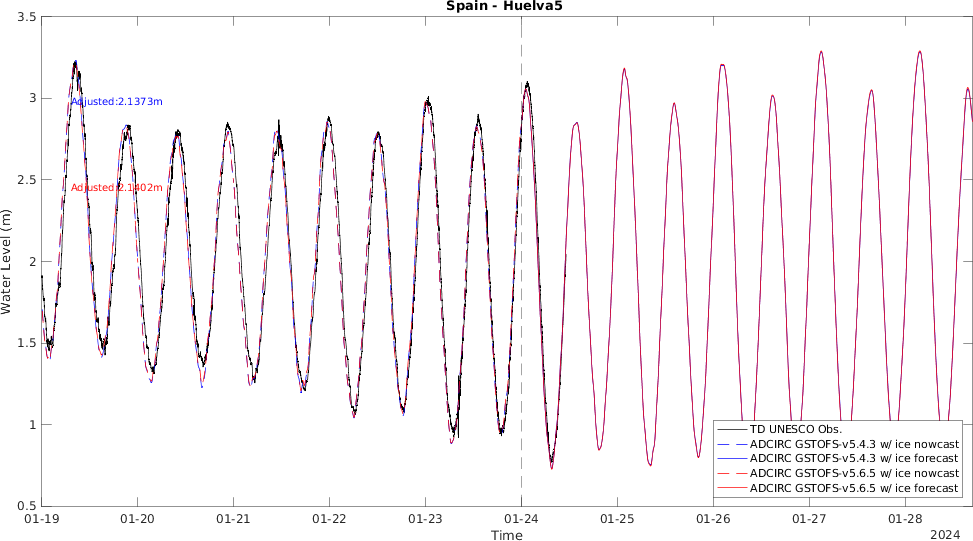 Spain - Huelva5
3.5
3
2.5
2
1.5
1
0.5
Water Level (m)
Adjusted:2.1373m
Adjusted:2.1402m
TD UNESCO Obs.
ADCIRC GSTOFS-v5.4.3 w/ ice nowcast
ADCIRC GSTOFS-v5.4.3 w/ ice forecast
ADCIRC GSTOFS-v5.6.5 w/ ice nowcast
ADCIRC GSTOFS-v5.6.5 w/ ice forecast
01-19 01-20 01-21 01-22 01-23 01-24 01-25 01-26 01-27 01-28
Time
2024